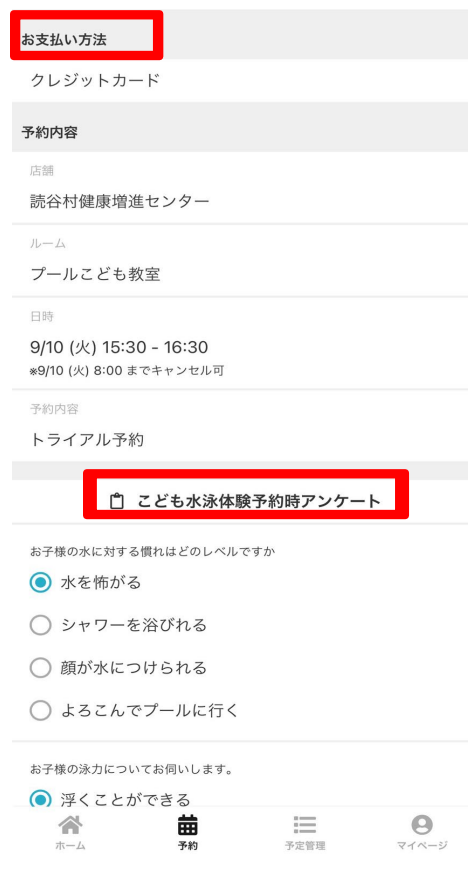 お支払い方法
クレジットカード
予約内容
店舗
読谷村健康増進センター
ルーム
プールこども教室
日時
9/10 (火) 15:30 - 16:30
※9/10 (火) 8:00 までキャンセル可
予約内容
トライアル予約
こども水泳体験予約時アンケート
お子様の水に対する慣れはどのレベルですか
水を怖がる
シャワーを浴びれる
顔が水につけられる
よろこんでプールに行く
お子様の泳力についてお伺いします。
浮くことができる
ホーム 予約 予定管理 マイページ